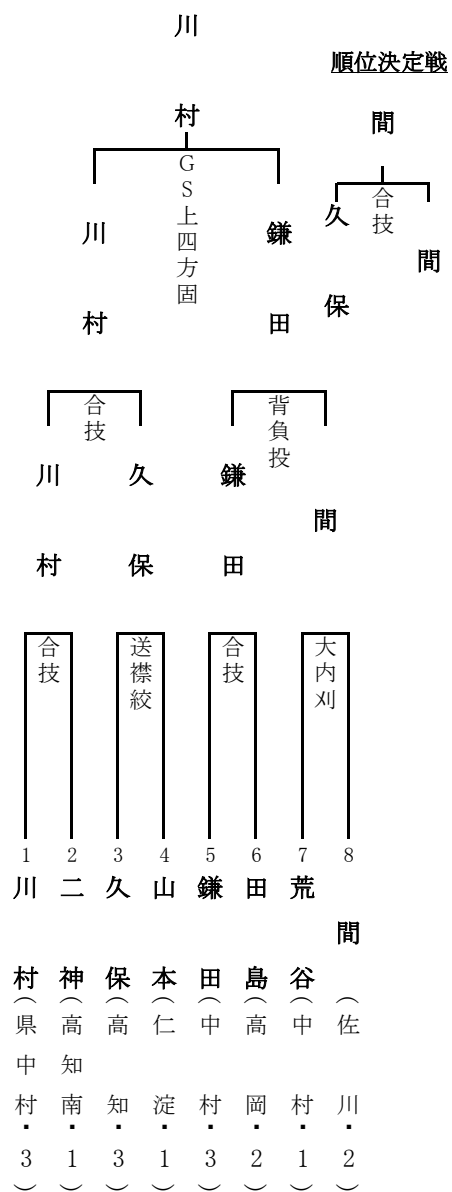 川村
順位決定戦
間
合技
久保
間
GS上四方固
川村
鎌田
合技
背負投
川村
久保
鎌田
間
合技
送襟絞
合技
大内刈
1 川村（県中村・3）
2 二神（高知南・1）
3 久保（高知・3）
4 山本（仁淀・1）
5 鎌田（中村・3）
6 田島（高岡・2）
7 荒谷（中村・1）
8 間（佐川・2）